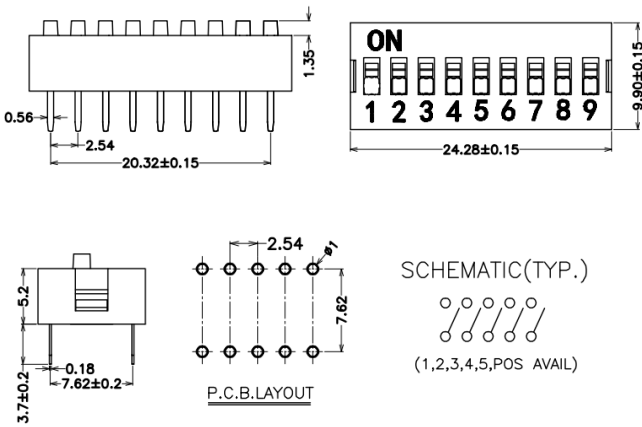 1.35
0.56
2.54
20.32±0.15
ON
1 2 3 4 5 6 7 8 9
9.90±0.15
24.28±0.15
5.2
3.7±0.2
0.18
7.62±0.2
2.54
ø1
7.62
P.C.B.LAYOUT
SCHEMATIC(TYP.)
(1,2,3,4,5,POS AVAIL)